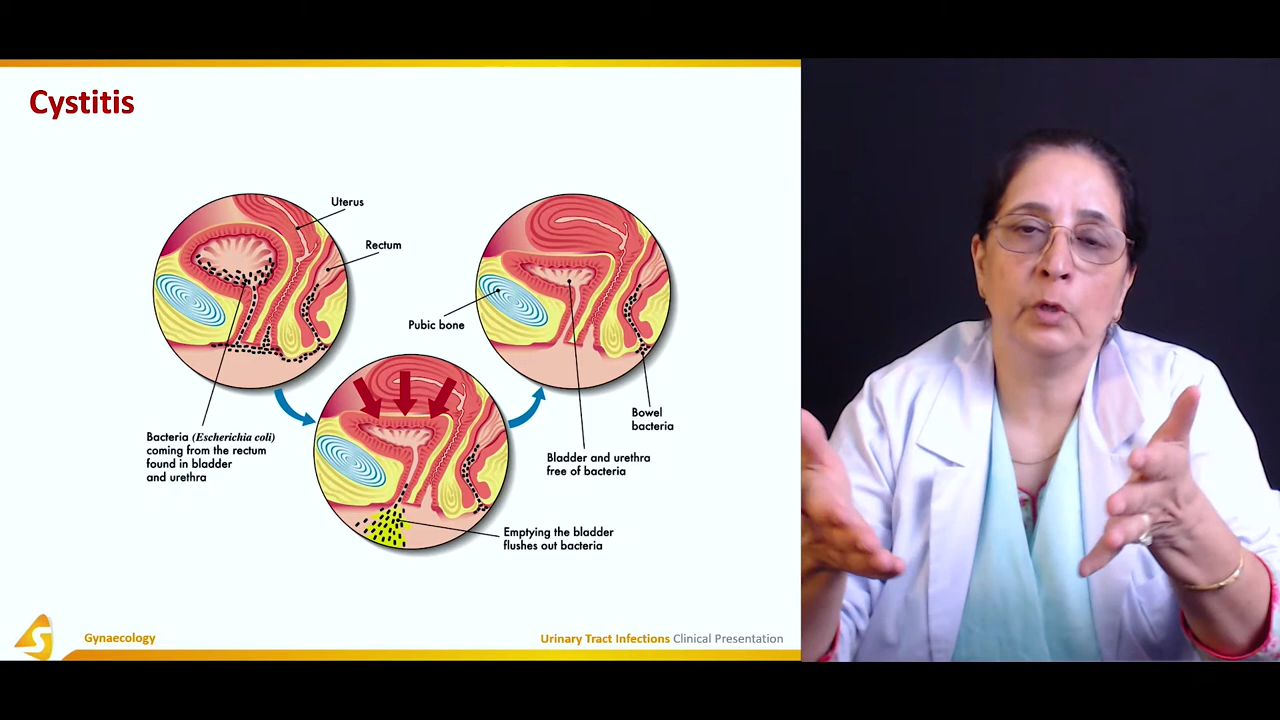 Cystitis
Uterus
Rectum
Pubic bone
Bacteria (Escherichia coli)
coming from the rectum
found in bladder
and urethra
Bowel
bacteria
Bladder and urethra
free of bacteria
Emptying the bladder
flushes out bacteria
S
Gynaecology
Urinary Tract Infections Clinical Presentation